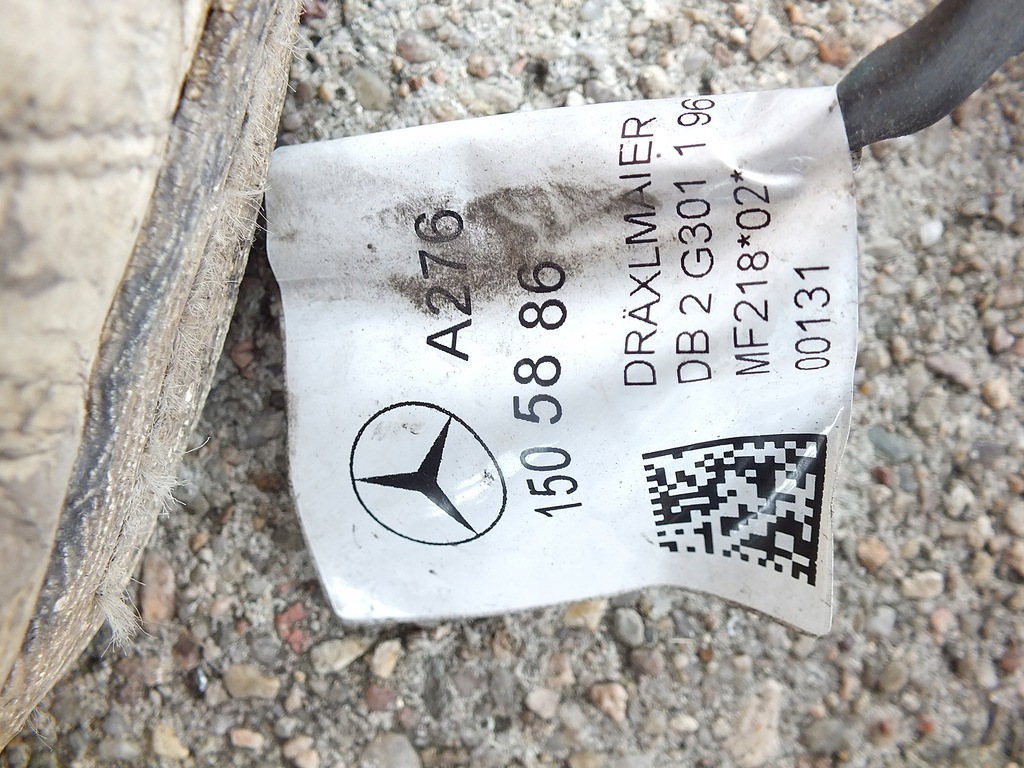 A276
150 58 86
DRÄXLMAIER
DB 2 G301 1 96
MF218*02*
00131